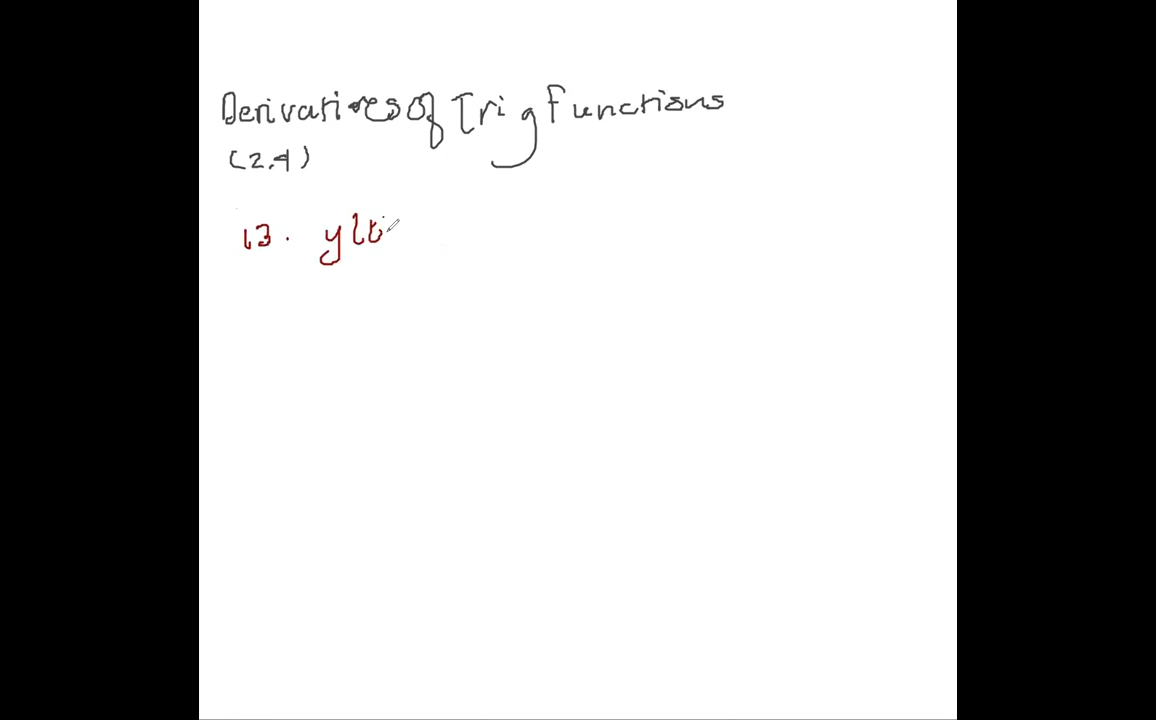 Derivatives of Trig Functions
(2.4)
13. y(t